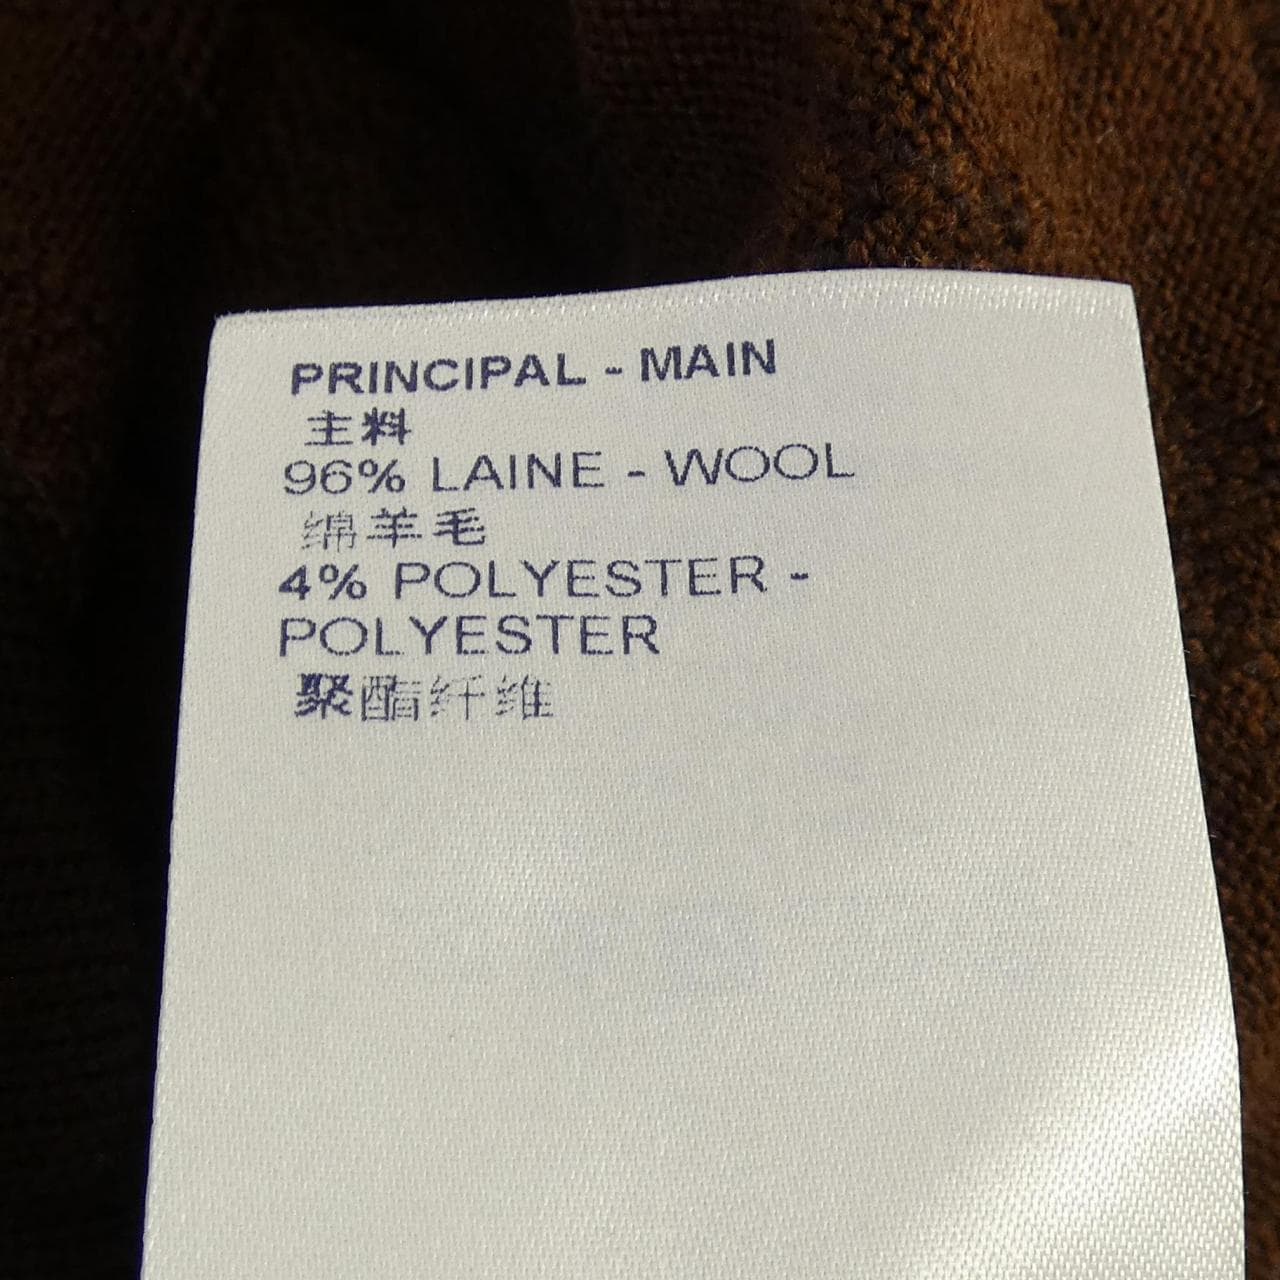 PRINCIPAL - MAIN
主料
96% LAINE - WOOL
绵羊毛
4% POLYESTER -
POLYESTER
聚酯纤维